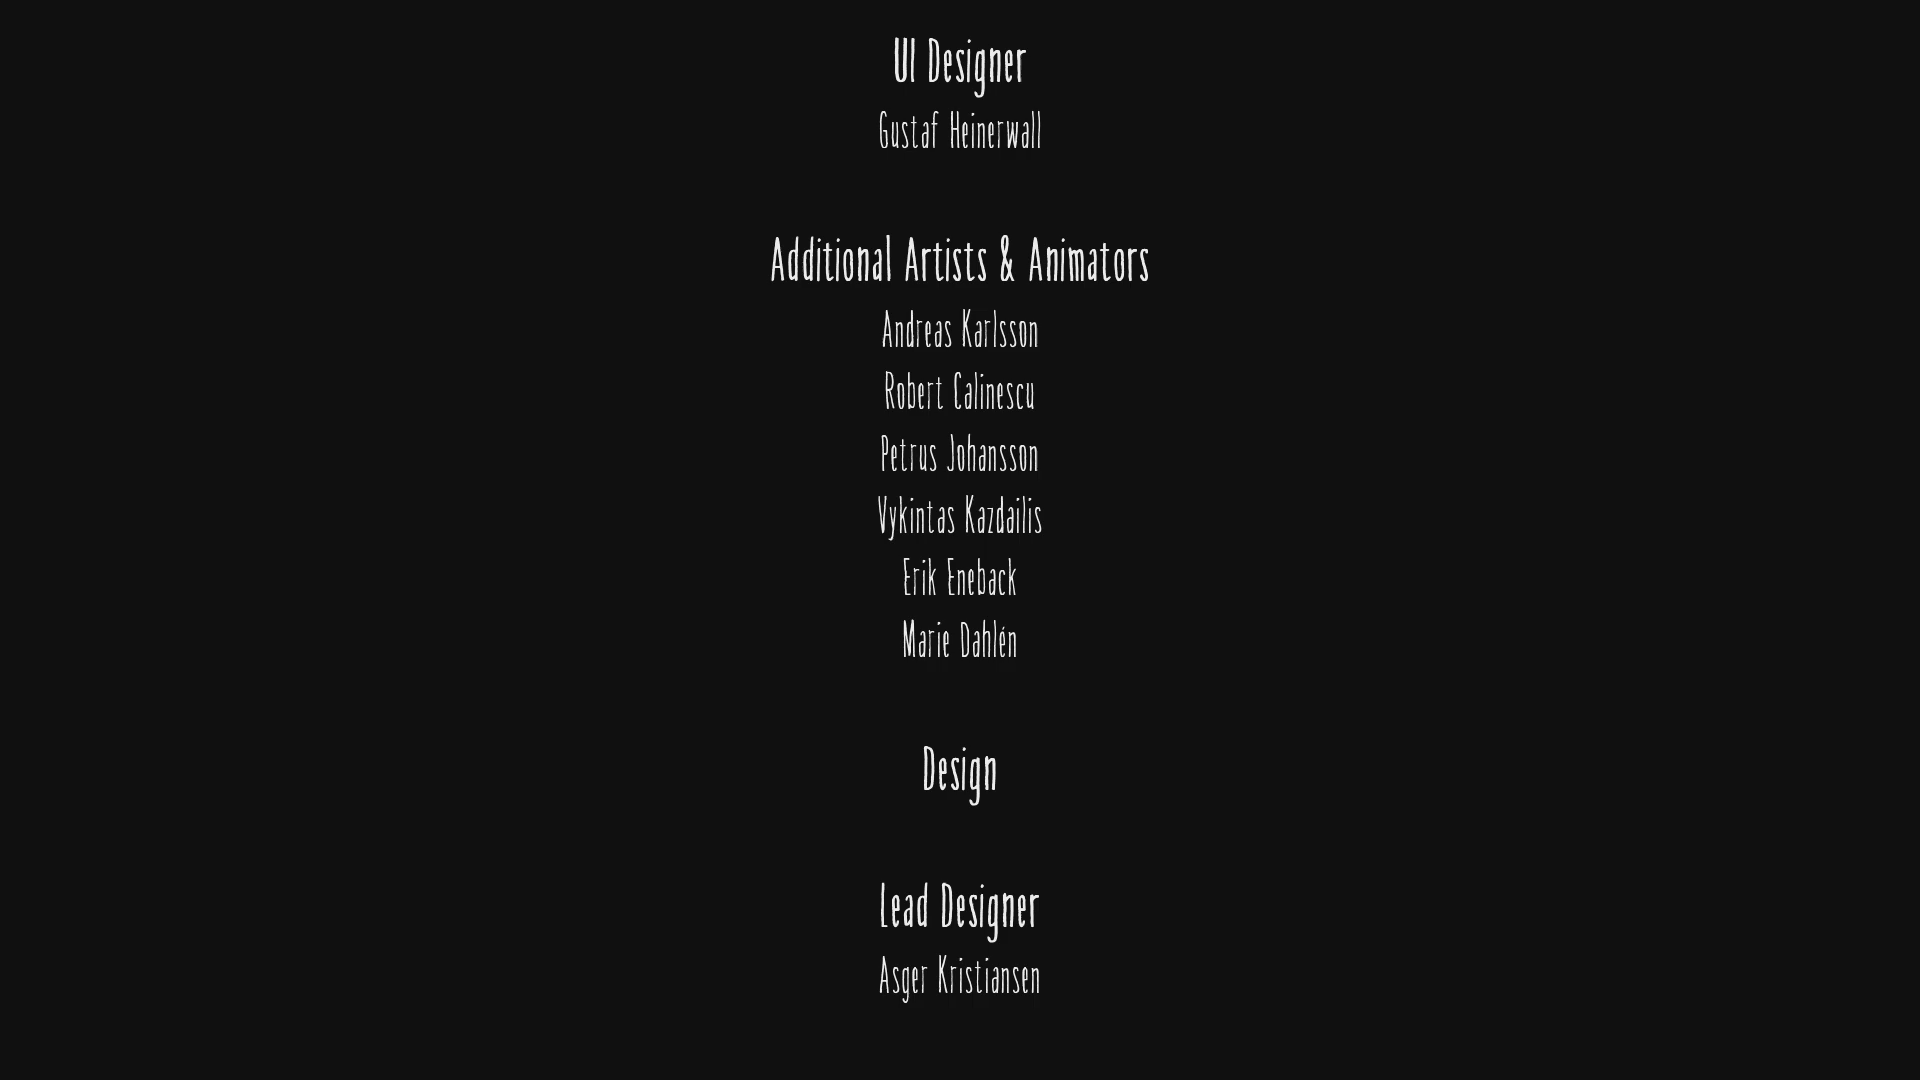 UI Designer
Gustaf Heinerwall
Additional Artists & Animators
Andreas Karlsson
Robert Calinescu
Petrus Johansson
Vykintas Kazdailis
Erik Eneback
Marie Dahlén
Design
Lead Designer
Asger Kristiansen